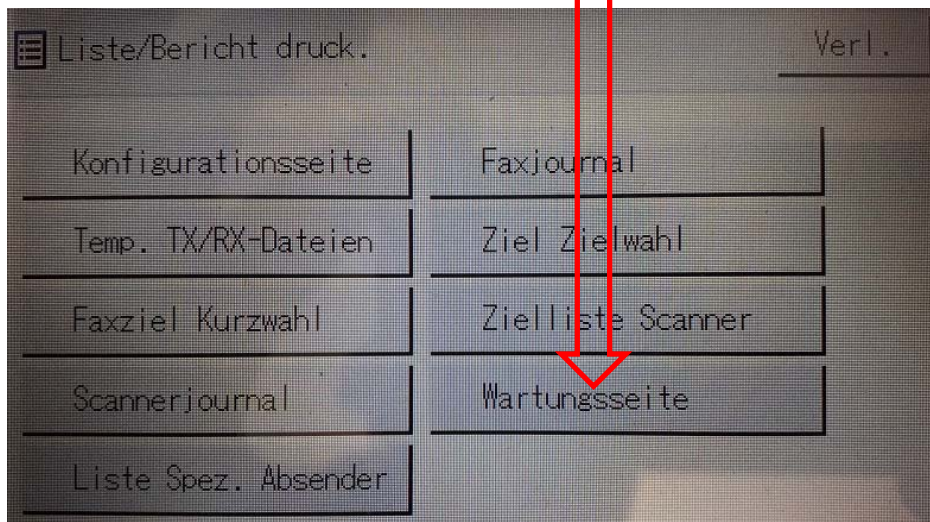 Liste/Bericht druck.
Verl.
Konfigurationsseite
Faxjournal
Temp. TX/RX-Dateien
Ziel Zielwahl
Faxziel Kurzwahl
Zielliste Scanner
Scannerjournal
Wartungsseite
Liste Spez. Absender